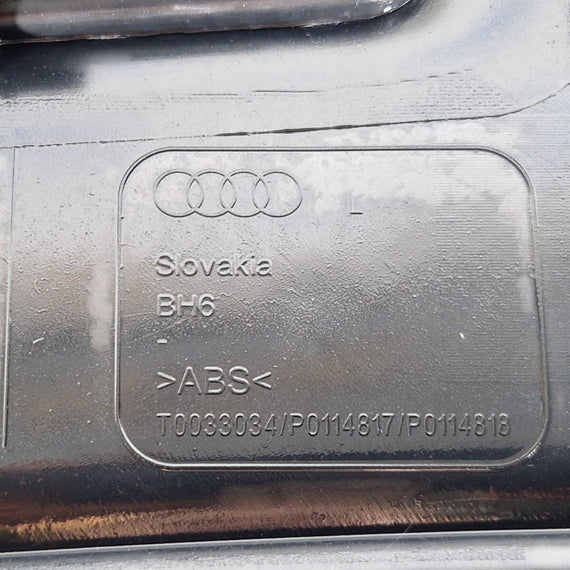 L
Slovakia
BH6
-
>ABS<
T0033034/P0114817/P0114818